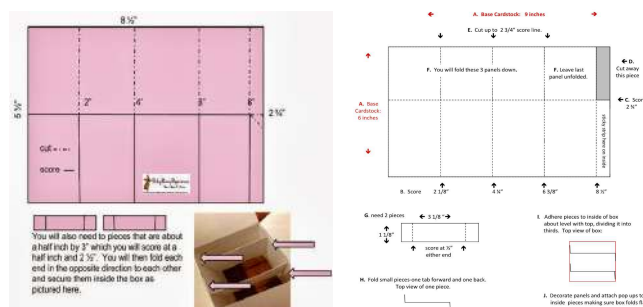 8 ½"
5 ½"
2"
4"
6"
8"
2 ¾"
cut
score
You will also need to pieces that are about
a half inch by 3" which you will score at a
half inch and 2 ½". You will then fold each
end in the opposite direction to each other
and secure them inside the box as
pictured here.
A. Base Cardstock: 9 inches
E. Cut up to 2 3/4" score line.
F. You will fold these 3 panels down.
F. Leave last
panel unfolded.
D.
Cut away
this piece
A. Base
Cardstock:
6 inches
C. Scor
2 ¾"
sticky strip here on inside
B. Score
2 1/8"
4 ¼"
6 3/8"
8 ½"
G. need 2 pieces
3 1/8"
1 1/8"
score at ½"
either end
H. Fold small pieces-one tab forward and one back.
Top view of one piece.
I. Adhere pieces to inside of box
about level with top, dividing it into
thirds. Top view of box:
J. Decorate panels and attach pop ups to
inside pieces making sure box folds fl